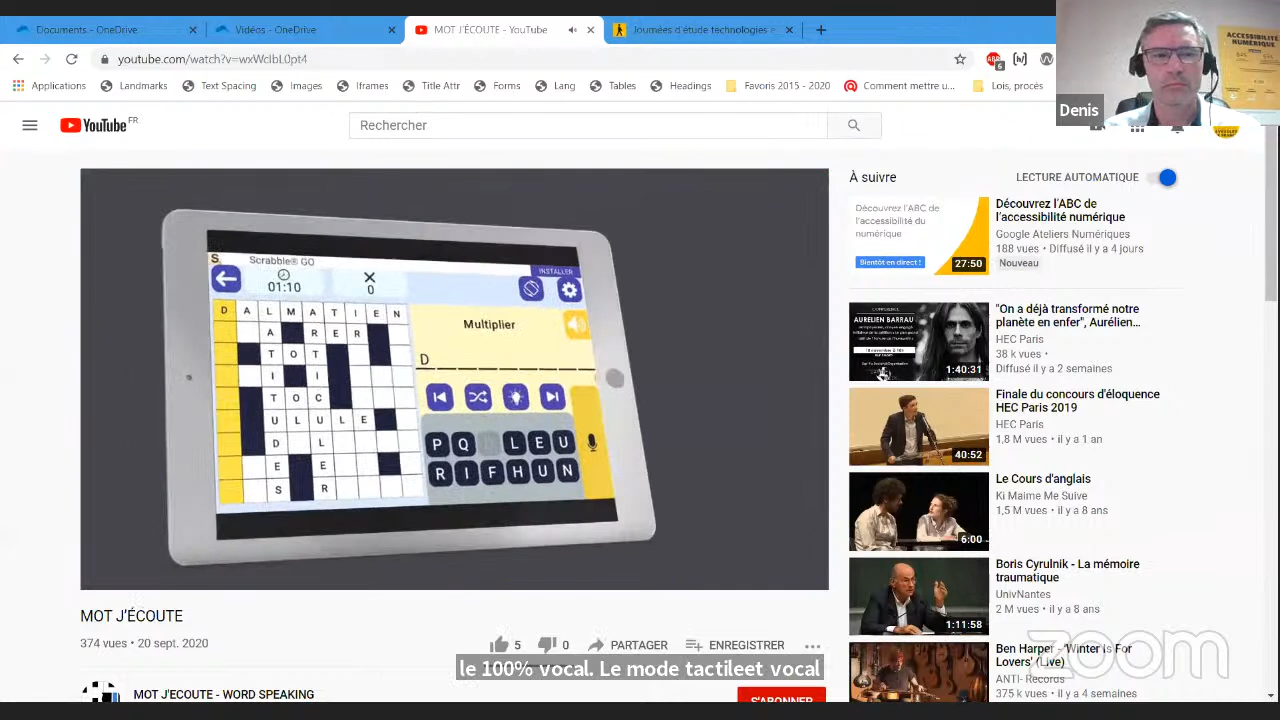 Documents - OneDrive
Vidéos - OneDrive
MOT J'ÉCOUTE - YouTube
Journées d'étude technologies e
youtube.com/watch?v=wxWcIbL0pt4
Applications
Landmarks
Text Spacing
Images
Iframes
Title Attr
Forms
Lang
Tables
Headings
Favoris 2015 - 2020
Comment mettre u...
Lois, procès
ACCESSIBILITÉ
NUMÉRIQUE
Denis
YouTube FR
Rechercher
Scrabble® GO
INSTALLER
01:10
0
Multiplier
D
D A L M A T I E N
A R E R
T O T T
I I I
T O C
U L U L E
D L
E E
S R
P Q L E U
R I F H U N
À suivre
LECTURE AUTOMATIQUE
Découvrez l'ABC de
l'accessibilité du
numérique
Bientôt en direct !
27:50
Découvrez l'ABC de
l'accessibilité numérique
Google Ateliers Numériques
188 vues • Diffusé il y a 4 jours
Nouveau
AURELIEN BARRAU
1:40:31
"On a déjà transformé notre
planète en enfer", Aurélien...
HEC Paris
38 k vues •
Diffusé il y a 2 semaines
40:52
Finale du concours d'éloquence
HEC Paris 2019
HEC Paris
1,8 M vues • il y a 1 an
6:00
Le Cours d'anglais
Ki Maime Me Suive
1,5 M vues • il y a 8 ans
1:11:58
Boris Cyrulnik - La mémoire
traumatique
UnivNantes
2 M vues • il y a 8 ans
Ben Harper - 'Winter Is For
Lovers' (Live)
ANTI- Records
375 k vues • il y a 4 semaines
MOT J'ÉCOUTE
374 vues • 20 sept. 2020
5
0
PARTAGER
ENREGISTRER
le 100% vocal. Le mode tactileet vocal
MOT J'ECOUTE - WORD SPEAKING
S'ABONNER
zoom